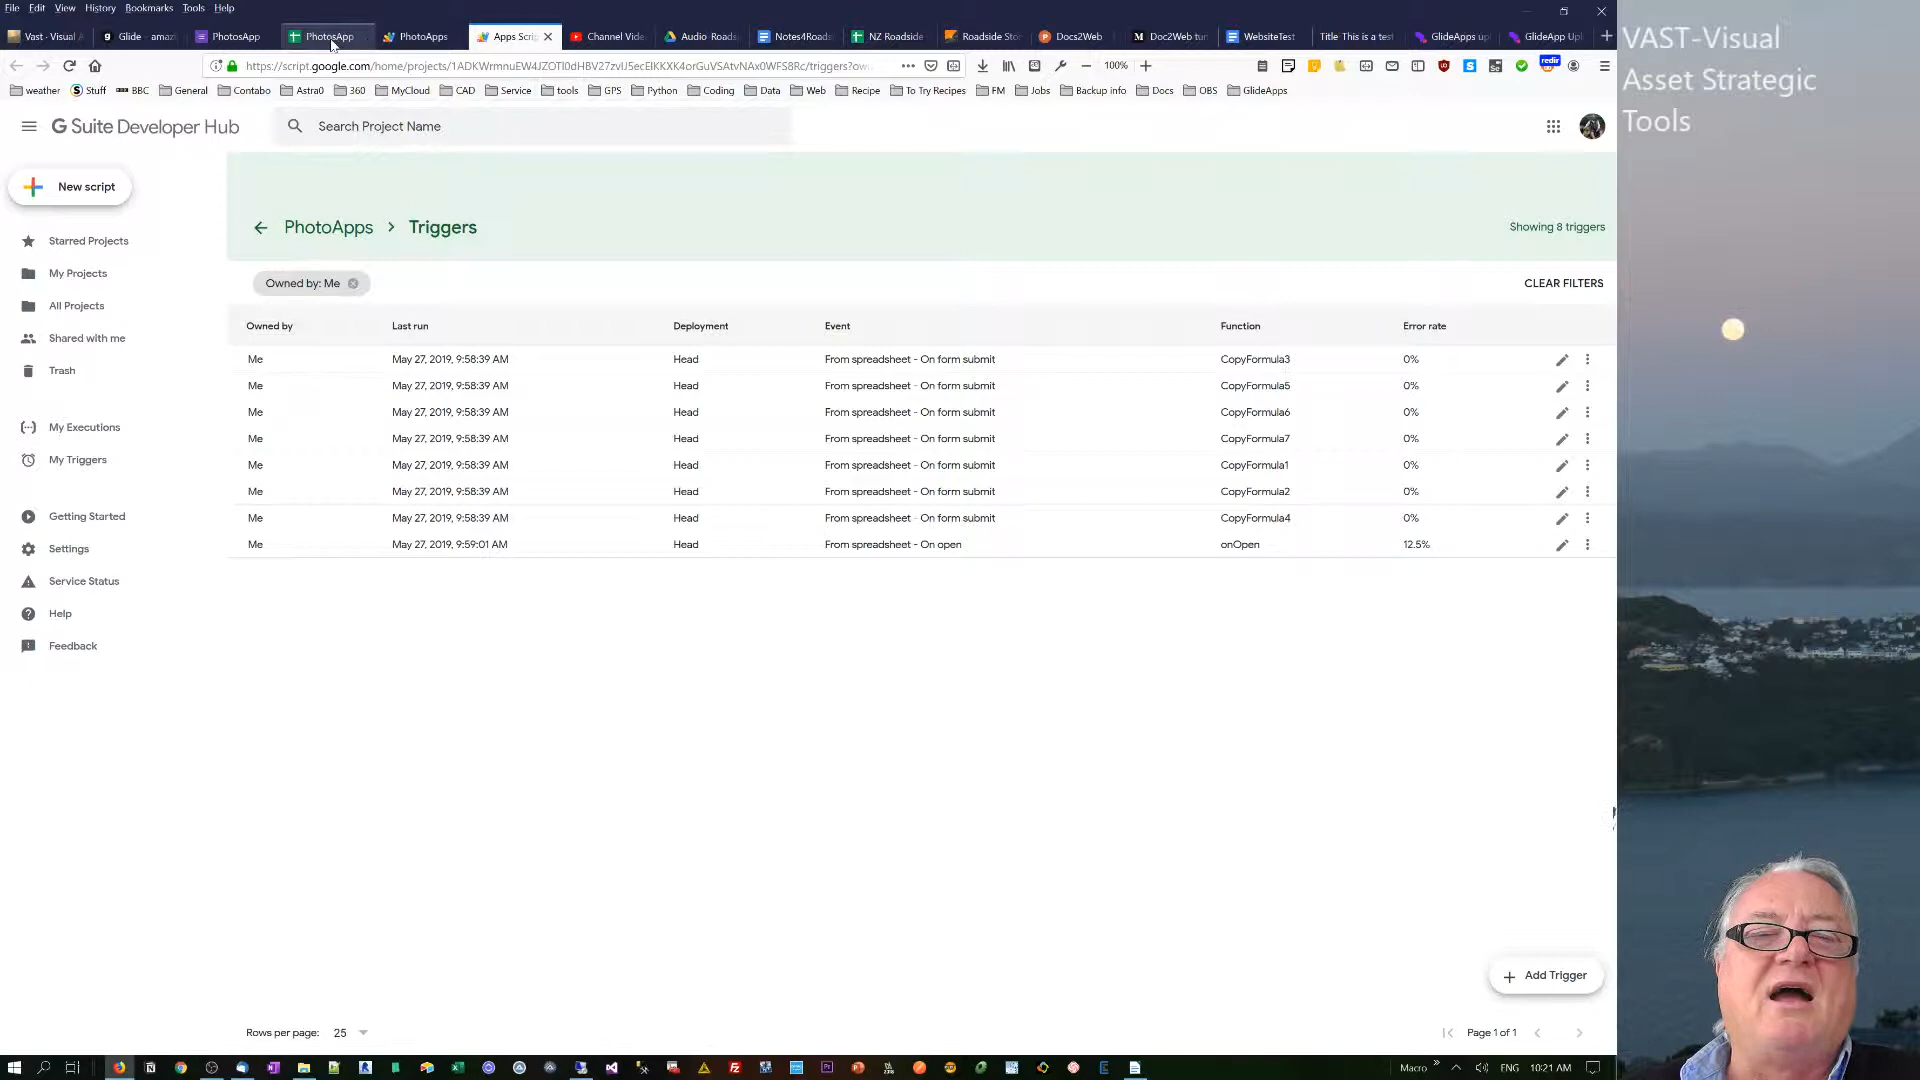 File Edit View History Bookmarks Tools Help
Vast - Visual A Glide - amazi PhotosApp PhotosApp PhotoApps Apps Scrip Channel Vide Audio Roads Notes4Roads NZ Roadside Roadside Stor Docs2Web Doc2Web tur WebsiteTest Title This is a test GlideApps up GlideApp Upl
https://script.google.com/home/projects/1ADKWrmnuEW4JZOTl0dHBV27zvIJ5ecElKKXK4orGuVSAtvNAx0WFS8Rc/triggers?ow
100%
redir
weather Stuff BBC General Contabo Astra0 360 MyCloud CAD Service tools GPS Python Coding Data Web Recipe To Try Recipes FM Jobs Backup info Docs OBS GlideApps
G Suite Developer Hub
Search Project Name
New script
Starred Projects
My Projects
All Projects
Shared with me
Trash
My Executions
My Triggers
Getting Started
Settings
Service Status
Help
Feedback
PhotoApps > Triggers
Showing 8 triggers
Owned by: Me
CLEAR FILTERS
Owned by Last run Deployment Event Function Error rate
Me May 27, 2019, 9:58:39 AM Head From spreadsheet - On form submit CopyFormula3 0%
Me May 27, 2019, 9:58:39 AM Head From spreadsheet - On form submit CopyFormula5 0%
Me May 27, 2019, 9:58:39 AM Head From spreadsheet - On form submit CopyFormula6 0%
Me May 27, 2019, 9:58:39 AM Head From spreadsheet - On form submit CopyFormula7 0%
Me May 27, 2019, 9:58:39 AM Head From spreadsheet - On form submit CopyFormula1 0%
Me May 27, 2019, 9:58:39 AM Head From spreadsheet - On form submit CopyFormula2 0%
Me May 27, 2019, 9:58:39 AM Head From spreadsheet - On form submit CopyFormula4 0%
Me May 27, 2019, 9:59:01 AM Head From spreadsheet - On open onOpen 12.5%
Add Trigger
Rows per page: 25
Page 1 of 1
Macro ENG 10:21 AM
VAST-Visual
Asset Strategic
Tools